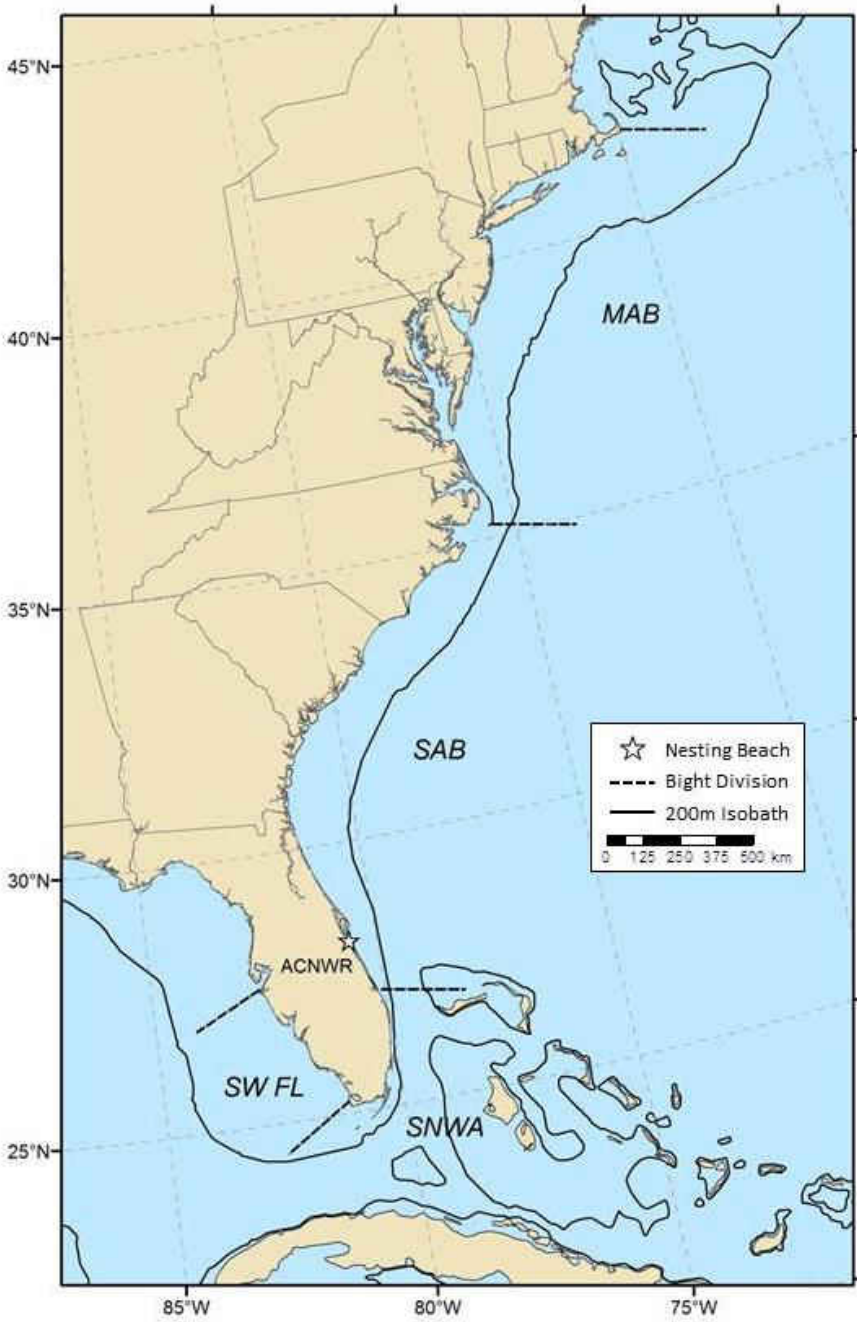 45°N
MAB
40°N
35°N
SAB
Nesting Beach
Bight Division
200m Isobath
0 125 250 375 500 km
30°N
ACNWR
SW FL
SNWA
25°N
85°W 80°W 75°W